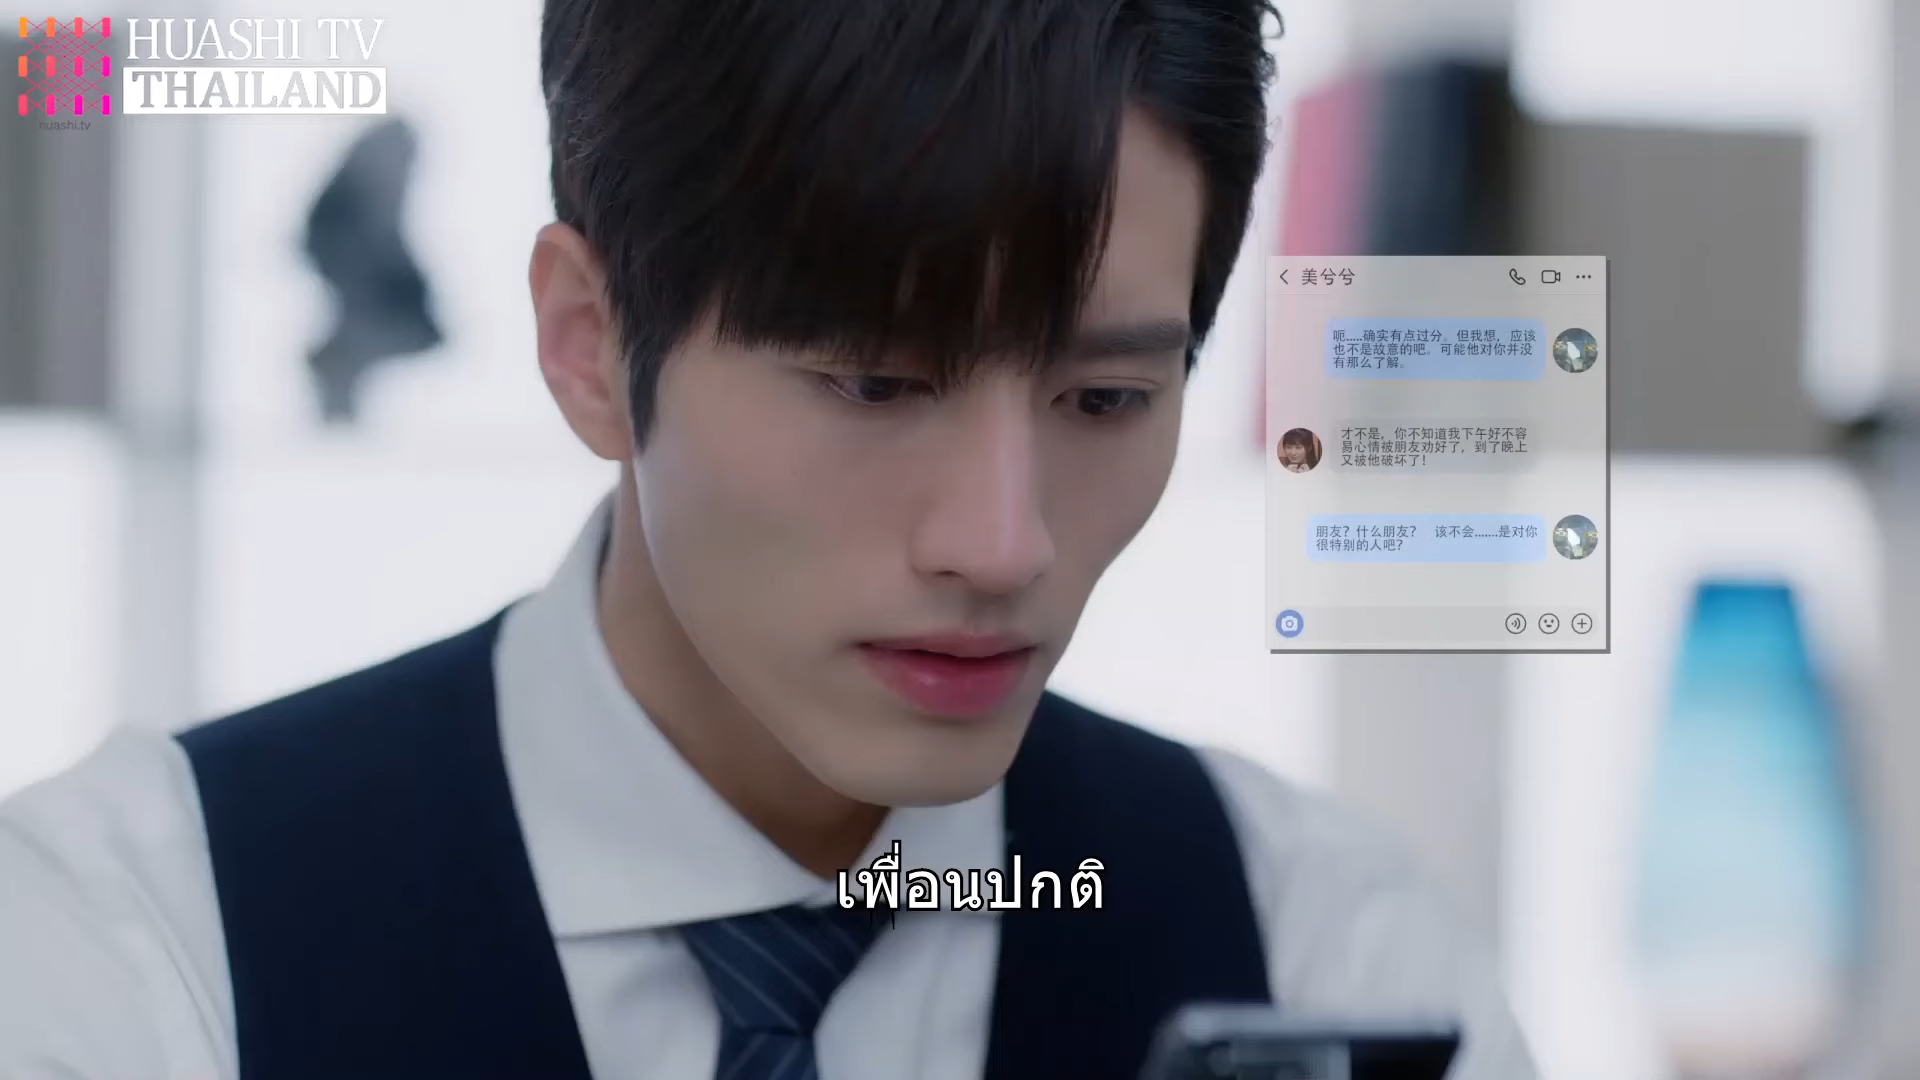 HUASHI TV
THAILAND
huashi.tv
美兮兮
呃.....确实有点过分。但我想，应该
也不是故意的吧。可能他对你并没
有那么了解。
才不是，你不知道我下午好不容
易心情被朋友劝好了，到了晚上
又被他破坏了！
朋友？什么朋友？ 该不会.......是对你
很特别的人吧？
เพื่อนปกติ